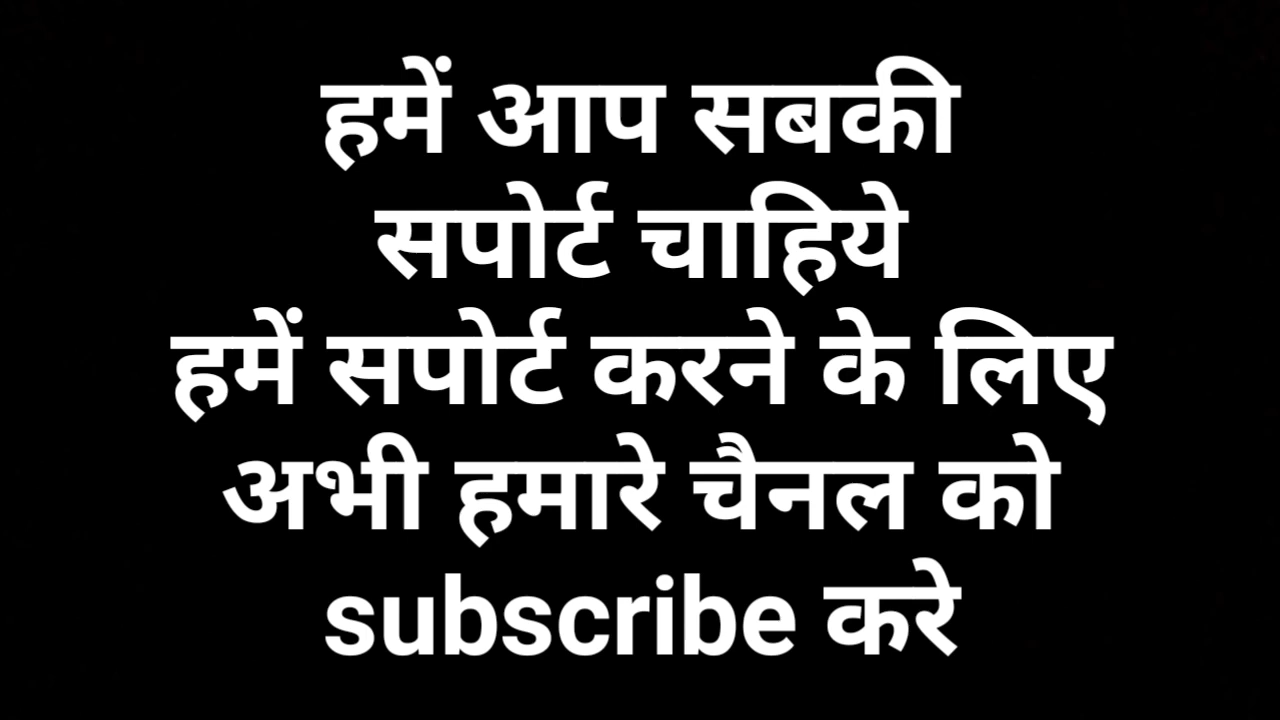 हमें आप सबकी
सपोर्ट चाहिये
हमें सपोर्ट करने के लिए
अभी हमारे चैनल को
subscribe करे